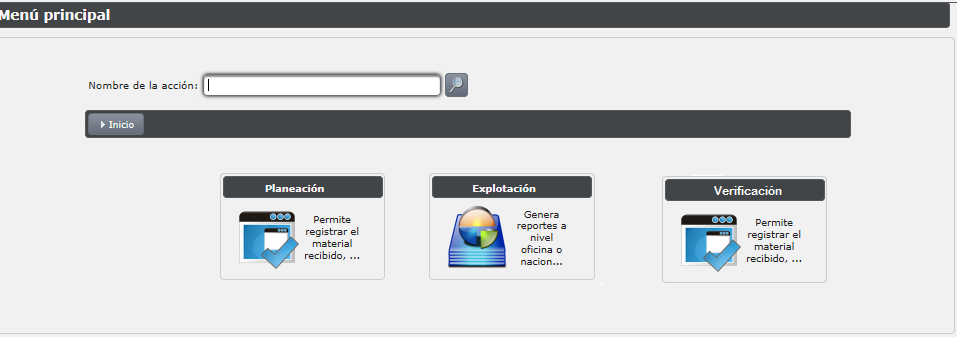 Menú principal
Nombre de la acción:
Inicio
Planeación
Permite
registrar el
material
recibido, ...
Explotación
Genera
reportes a
nivel
oficina o
nacion...
Verificación
Permite
registrar el
material
recibido, ...